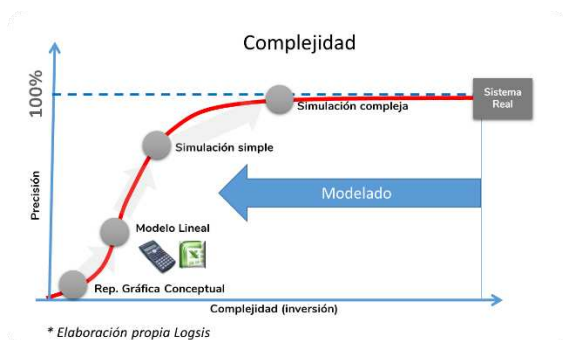 Complejidad
100%
Sistema
Real
Simulación compleja
Simulación simple
Modelado
Precisión
Modelo Lineal
Rep. Gráfica Conceptual
Complejidad (inversión)
* Elaboración propia Logsis